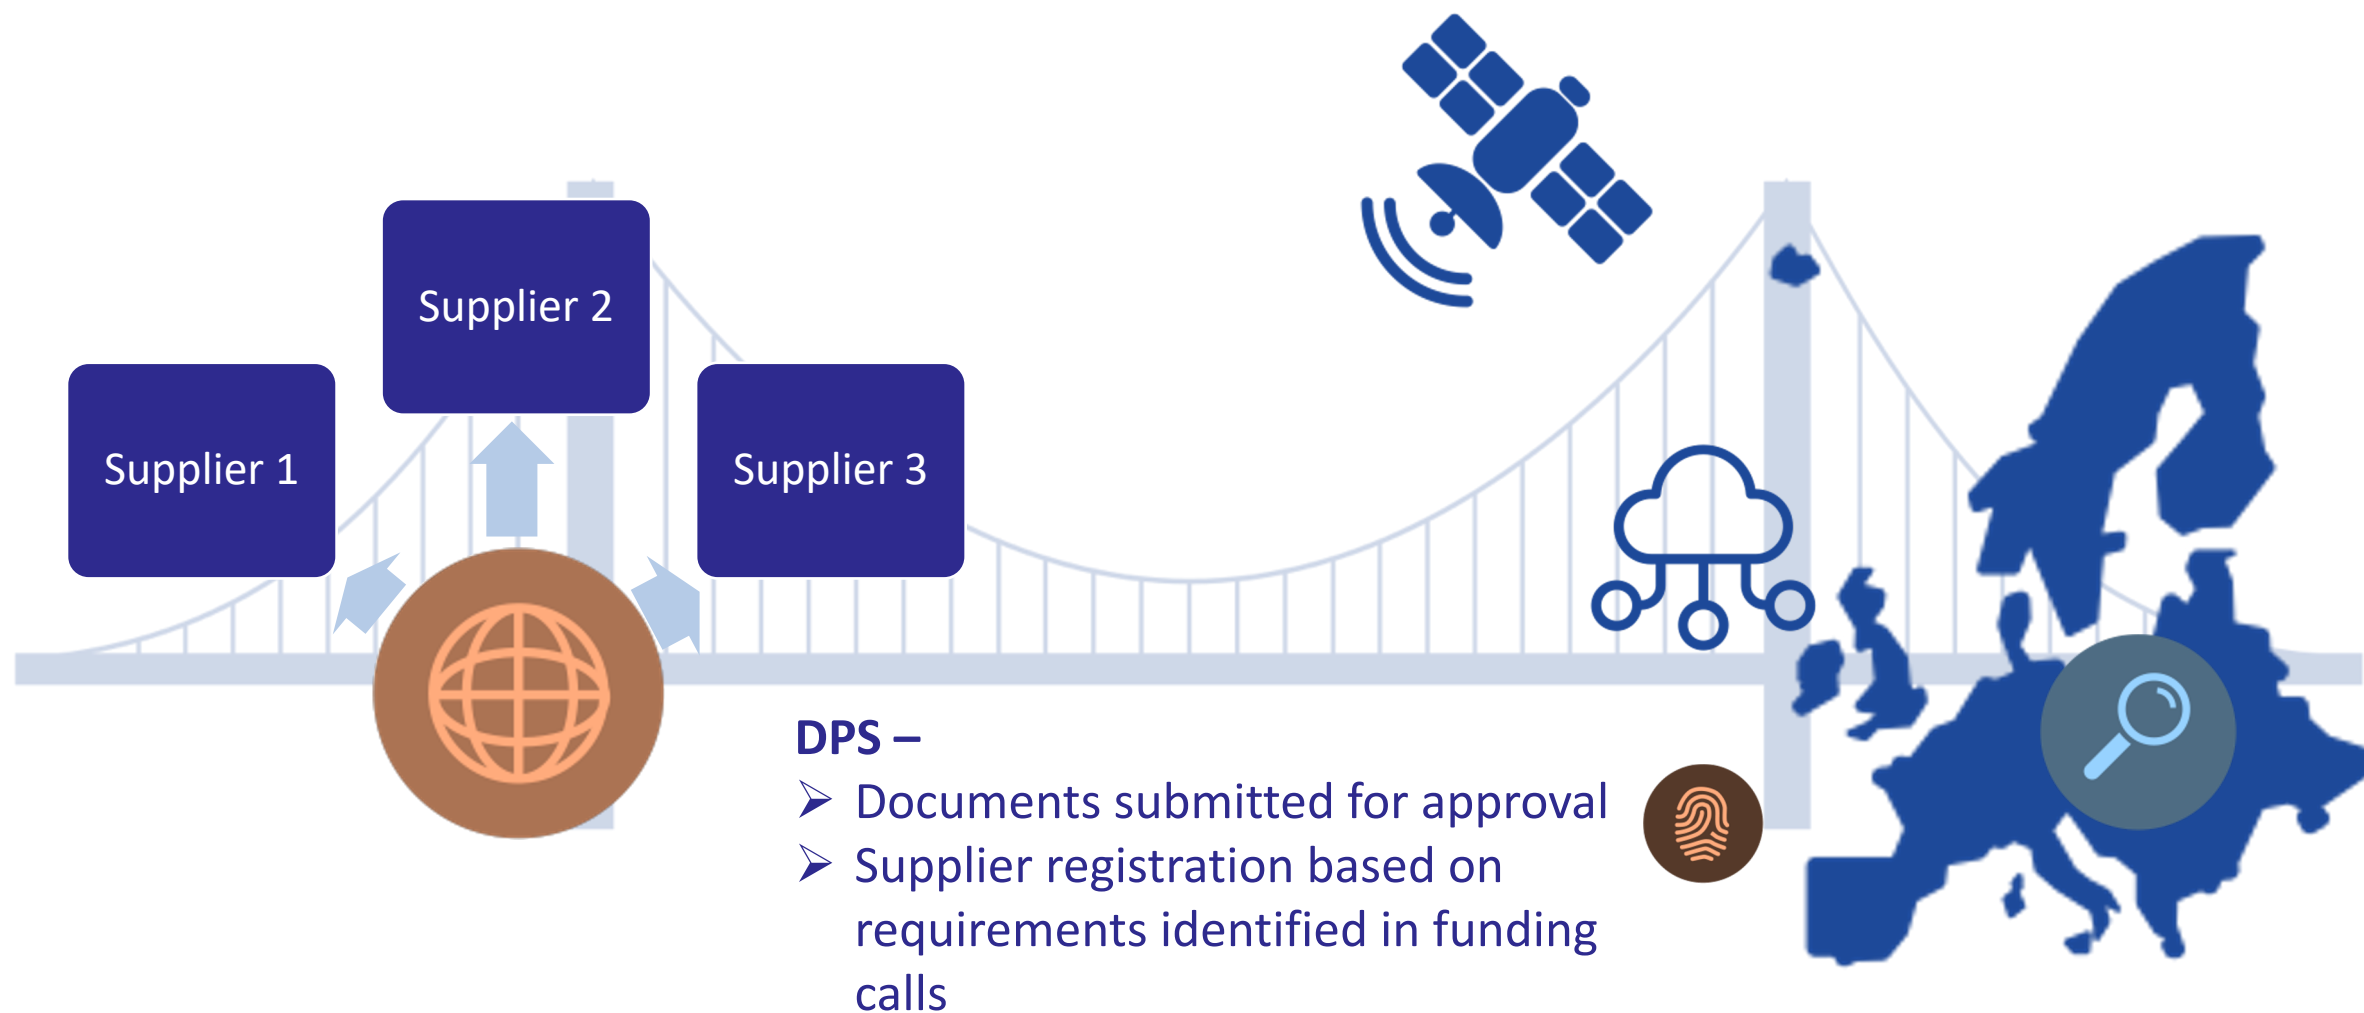 Supplier 2
Supplier 1
Supplier 3
DPS –
➢ Documents submitted for approval
➢ Supplier registration based on
requirements identified in funding
calls